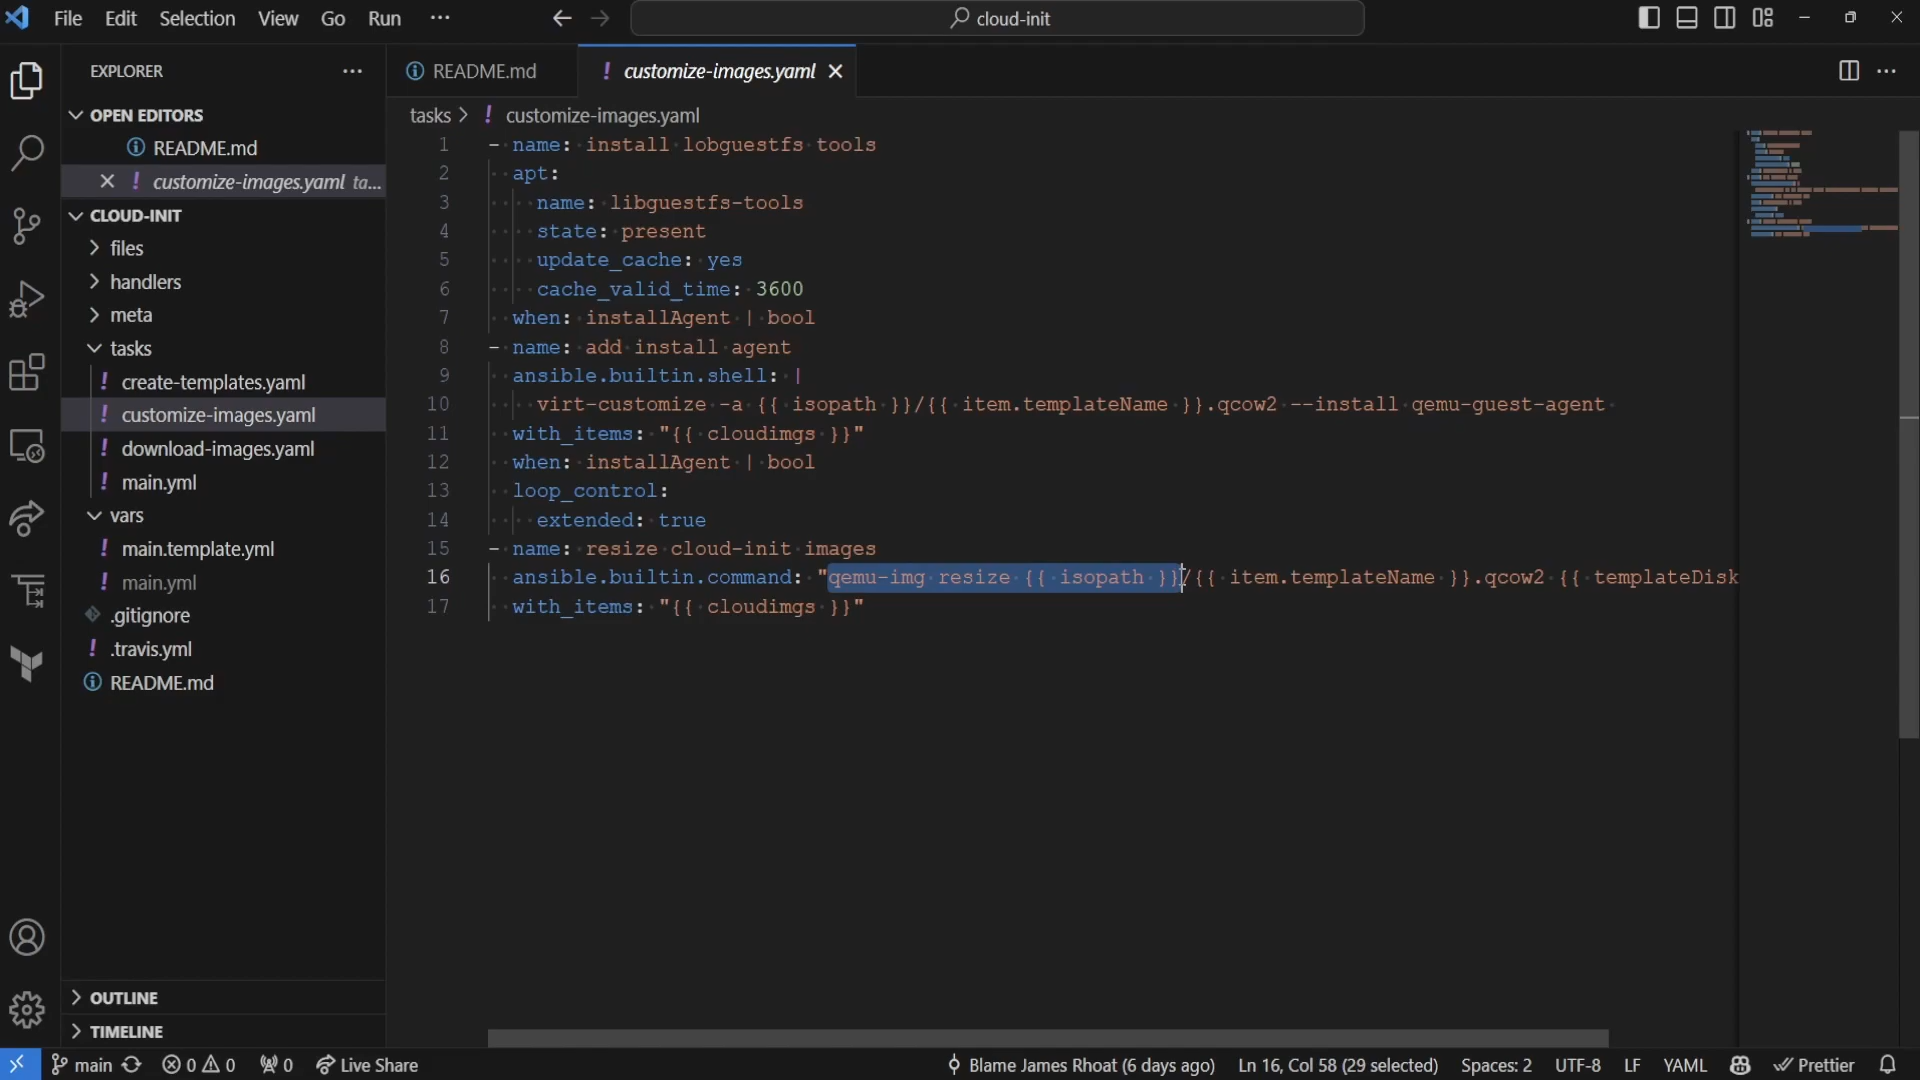 File Edit Selection View Go Run ···
cloud-init
EXPLORER ···
OPEN EDITORS
README.md
customize-images.yaml ta...
CLOUD-INIT
files
handlers
meta
tasks
create-templates.yaml
customize-images.yaml
download-images.yaml
main.yml
vars
main.template.yml
main.yml
.gitignore
.travis.yml
README.md
OUTLINE
TIMELINE
README.md
customize-images.yaml
tasks > ! customize-images.yaml
1 - name: install lobguestfs tools
2 apt:
3 name: libguestfs-tools
4 state: present
5 update_cache: yes
6 cache_valid_time: 3600
7 when: installAgent | bool
8 - name: add install agent
9 ansible.builtin.shell: |
10 virt-customize -a {{ isopath }}/{{ item.templateName }}.qcow2 --install qemu-guest-agent
11 with_items: "{{ cloudimgs }}"
12 when: installAgent | bool
13 loop_control:
14 extended: true
15 - name: resize cloud-init images
16 ansible.builtin.command: "qemu-img resize {{ isopath }}/{{ item.templateName }}.qcow2 {{ templateDisk
17 with_items: "{{ cloudimgs }}"
main 0 0 0 Live Share Blame James Rhoat (6 days ago) Ln 16, Col 58 (29 selected) Spaces: 2 UTF-8 LF YAML Prettier